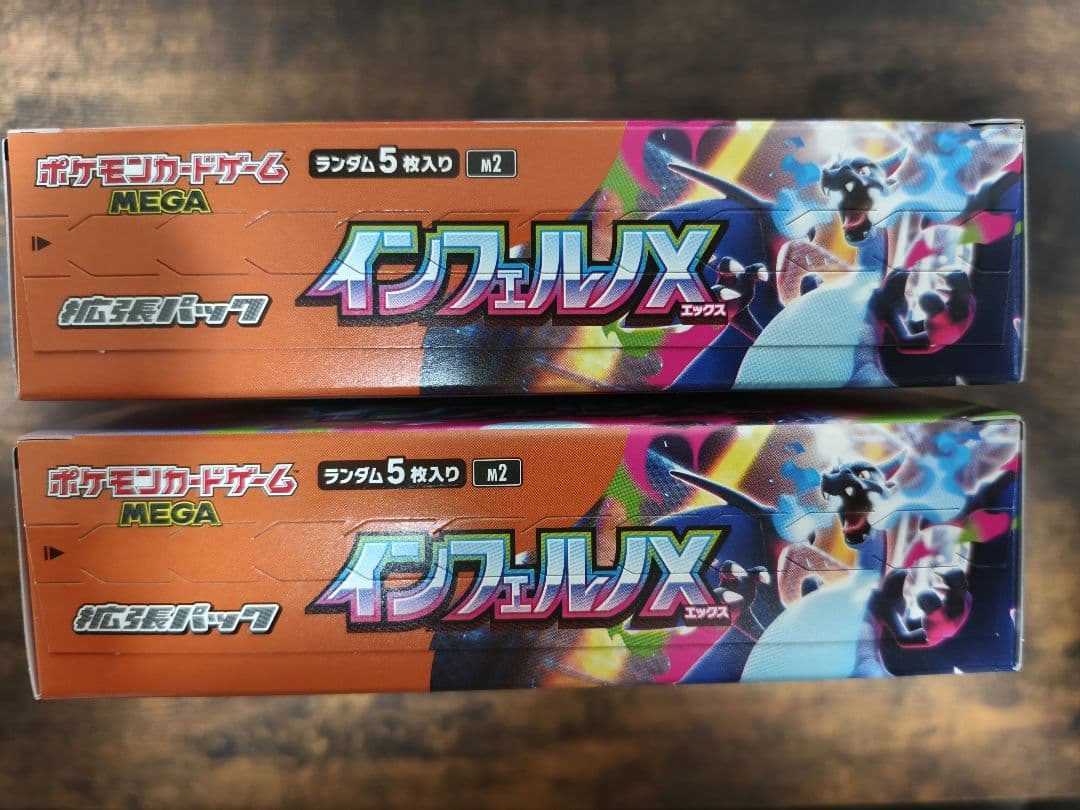 ポケモンカードゲーム
MEGA
ランダム5枚入り M2
インフェルノX
エックス
拡張パック
ポケモンカードゲーム
MEGA
ランダム5枚入り M2
インフェルノX
エックス
拡張パック